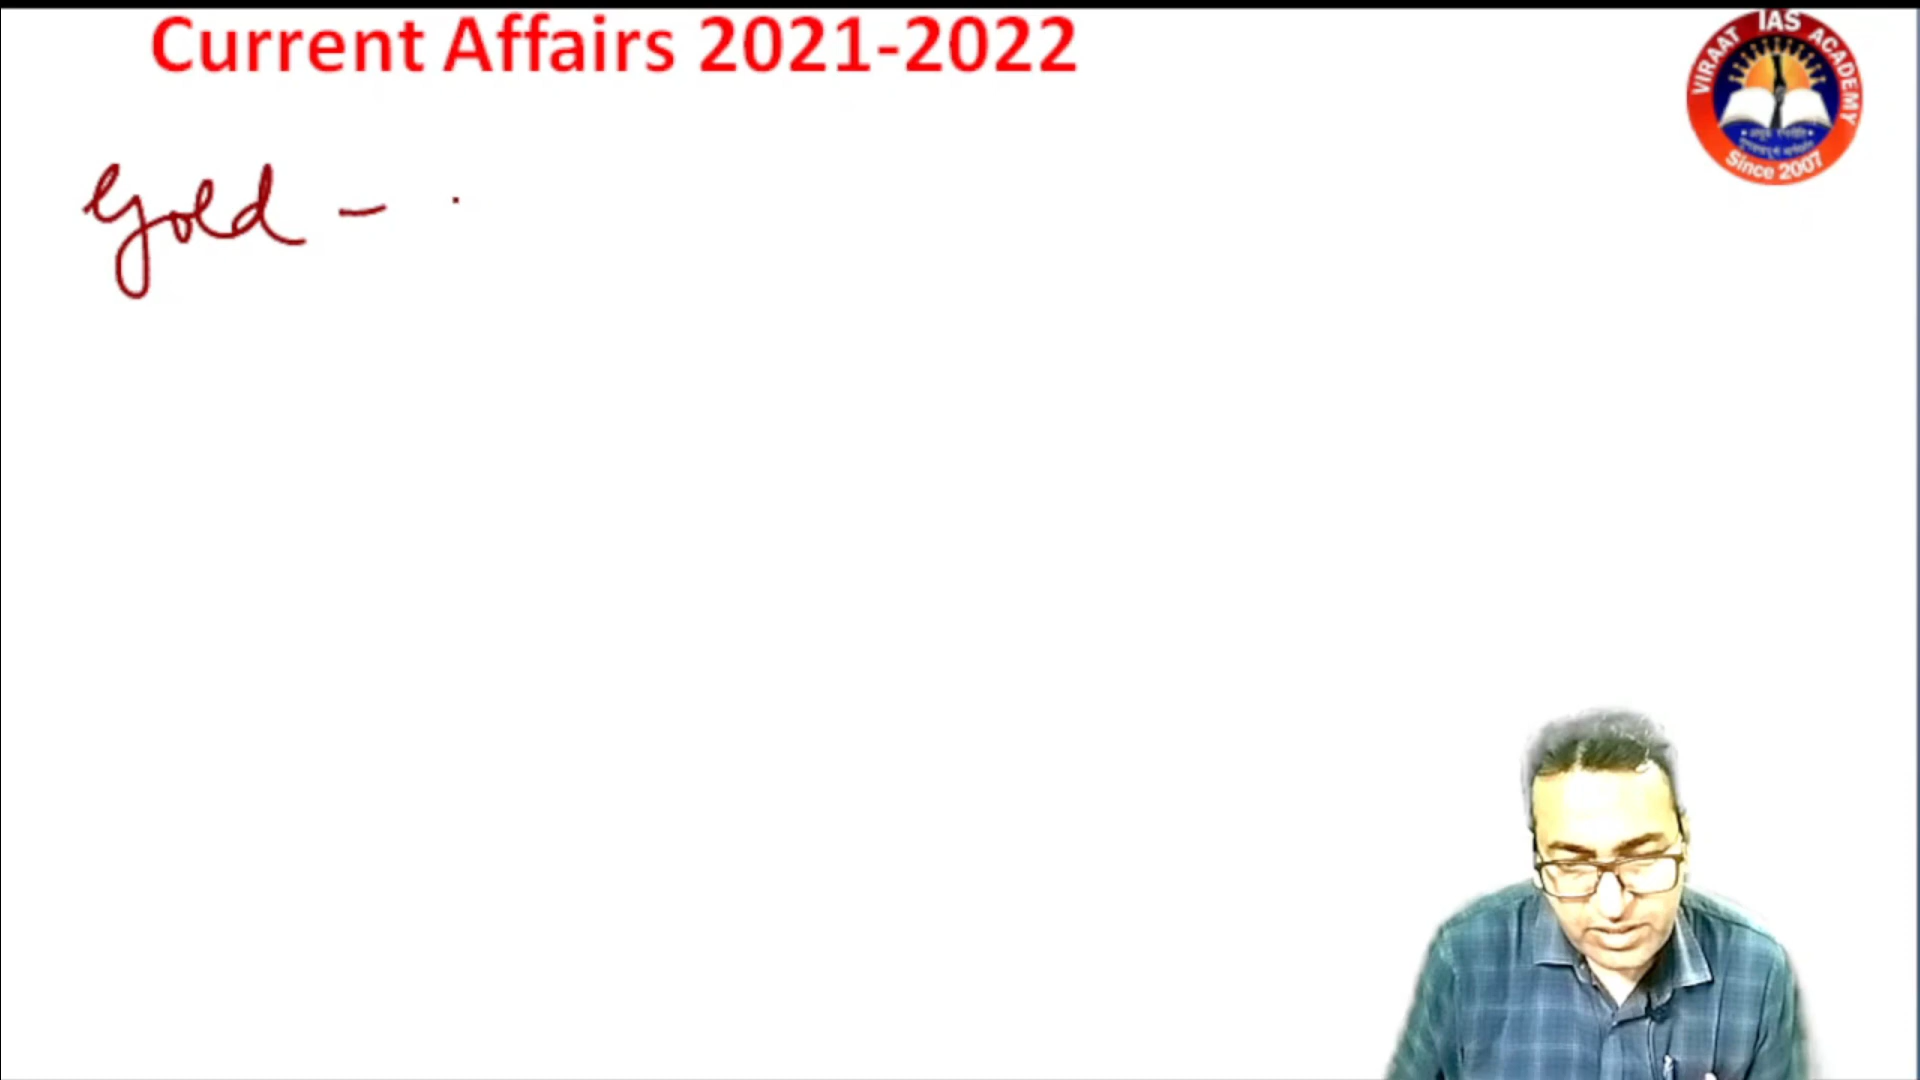 Current Affairs 2021-2022
VIRAAT IAS ACADEMY
Since 2007
Gold -